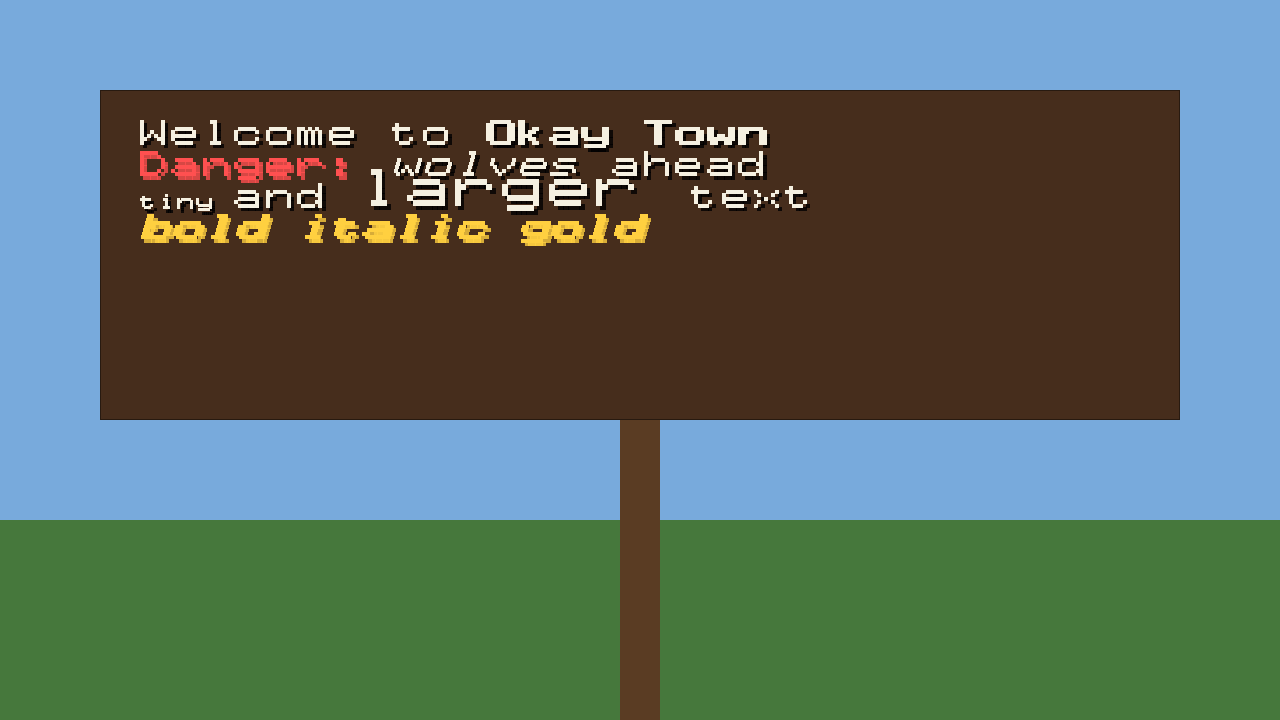 Welcome to Okay Town
Danger: wolves ahead
tiny and larger text
bold italic gold